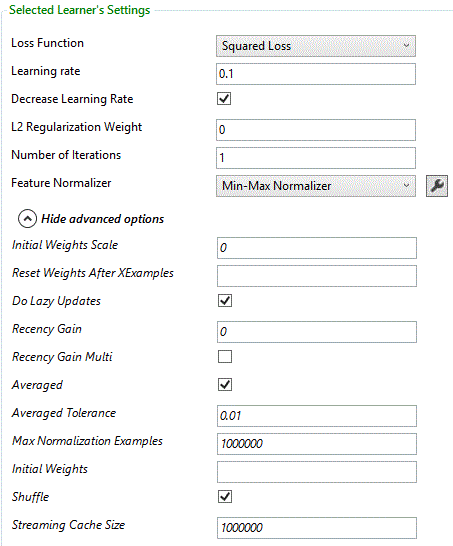 Selected Learner's Settings
Loss Function Squared Loss
Learning rate 0.1
Decrease Learning Rate
L2 Regularization Weight 0
Number of Iterations 1
Feature Normalizer Min-Max Normalizer
Hide advanced options
Initial Weights Scale 0
Reset Weights After XExamples
Do Lazy Updates
Recency Gain 0
Recency Gain Multi
Averaged
Averaged Tolerance 0.01
Max Normalization Examples 1000000
Initial Weights
Shuffle
Streaming Cache Size 1000000